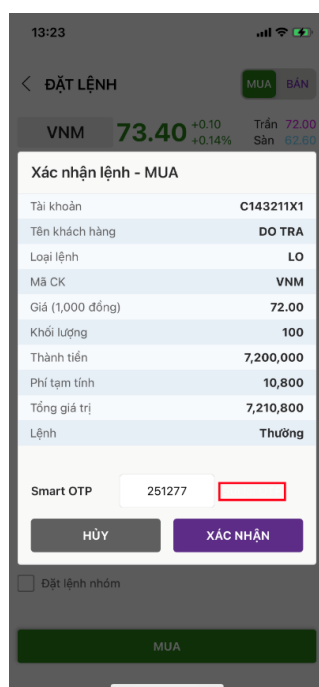 13:23
ĐẶT LỆNH MUA BÁN
VNM 73.40 +0.10 Trần 72.00
+0.14% Sàn 62.60
Xác nhận lệnh - MUA
Tài khoản C143211X1
Tên khách hàng DO TRA
Loại lệnh LO
Mã CK VNM
Giá (1,000 đồng) 72.00
Khối lượng 100
Thành tiền 7,200,000
Phí tạm tính 10,800
Tổng giá trị 7,210,800
Lệnh Thường
Smart OTP 251277
HỦY XÁC NHẬN
Đặt lệnh nhóm
MUA